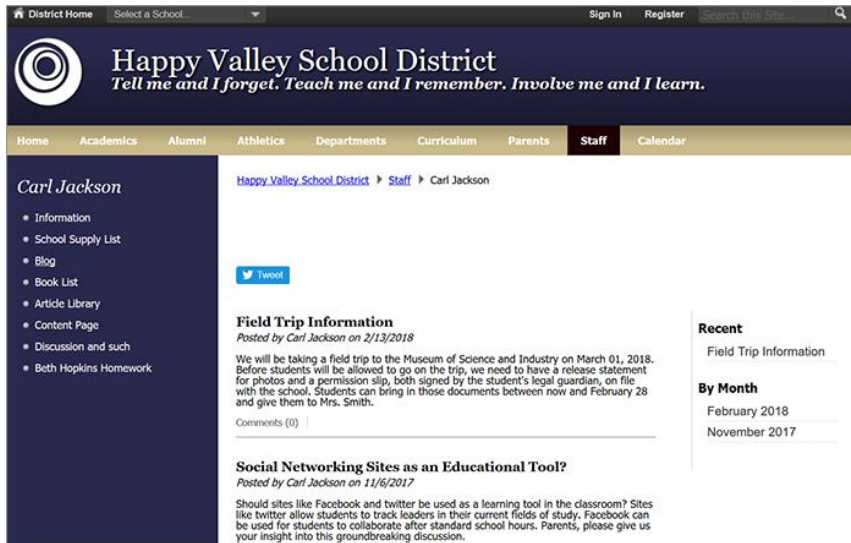 District Home Select a School... Sign In Register Search this Site...
Happy Valley School District
Tell me and I forget. Teach me and I remember. Involve me and I learn.
Home Academics Alumni Athletics Departments Curriculum Parents Staff Calendar
Carl Jackson
Information
School Supply List
Blog
Book List
Article Library
Content Page
Discussion and such
Beth Hopkins Homework
Happy Valley School District Staff Carl Jackson
Tweet
Field Trip Information
Posted by Carl Jackson on 2/13/2018
We will be taking a field trip to the Museum of Science and Industry on March 01, 2018.
Before students will be allowed to go on the trip, we need to have a release statement
for photos and a permission slip, both signed by the student's legal guardian, on file
with the school. Students can bring in those documents between now and February 28
and give them to Mrs. Smith.
Comments (0)
Social Networking Sites as an Educational Tool?
Posted by Carl Jackson on 11/6/2017
Should sites like Facebook and twitter be used as a learning tool in the classroom? Sites
like twitter allow students to track leaders in their current fields of study. Facebook can
be used for students to collaborate after standard school hours. Parents, please give us
your insight into this groundbreaking discussion.
Recent
Field Trip Information
By Month
February 2018
November 2017